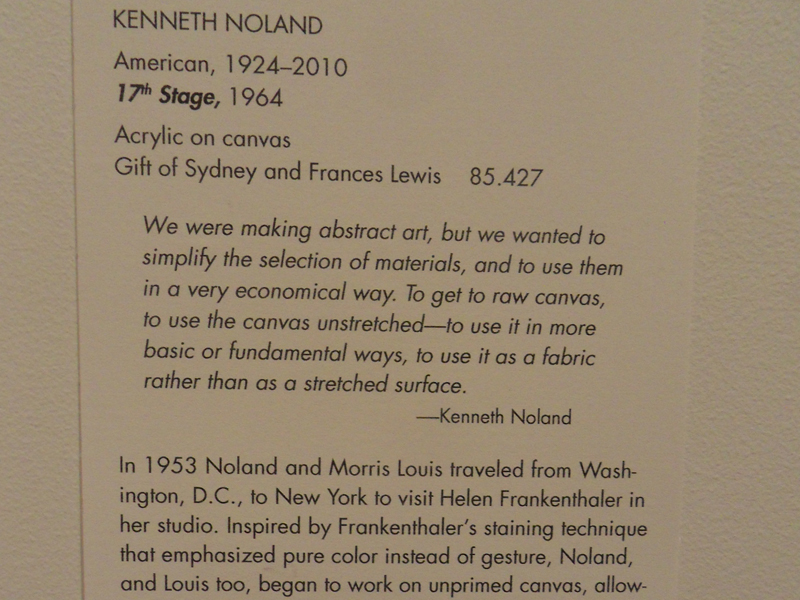 KENNETH NOLAND
American, 1924–2010
17th Stage, 1964
Acrylic on canvas
Gift of Sydney and Frances Lewis 85.427
We were making abstract art, but we wanted to
simplify the selection of materials, and to use them
in a very economical way. To get to raw canvas,
to use the canvas unstretched—to use it in more
basic or fundamental ways, to use it as a fabric
rather than as a stretched surface.
—Kenneth Noland
In 1953 Noland and Morris Louis traveled from Wash-
ington, D.C., to New York to visit Helen Frankenthaler in
her studio. Inspired by Frankenthaler's staining technique
that emphasized pure color instead of gesture, Noland,
and Louis too, began to work on unprimed canvas, allow-